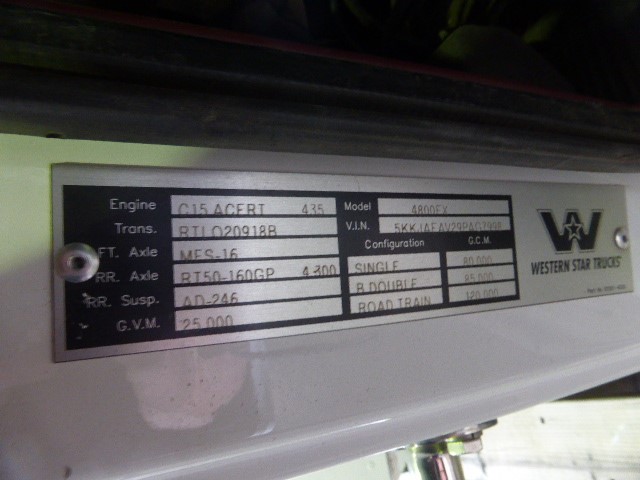 Engine C15 ACERT 435 Model 4800FX
Trans. RTLO20918B V.I.N.
FT. Axle MFS-16 Configuration G.C.M.
RR. Axle RT50-160GP 4.300 SINGLE 80.000
RR. Susp. AD-246 B.DOUBLE 85.000
G.V.M. 25.000 ROAD TRAIN 120.000
WESTERN STAR TRUCKS